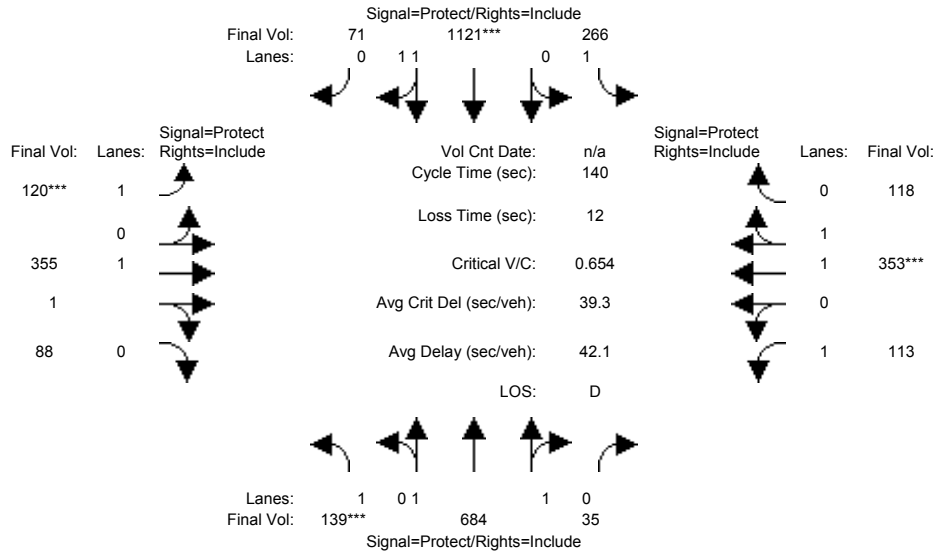 Signal=Protect/Rights=Include
Final Vol: 71 1121*** 266
Lanes: 0 1 1 0 1
Signal=Protect
Final Vol: Lanes: Rights=Include
Vol Cnt Date: n/a
Signal=Protect
Rights=Include Lanes: Final Vol:
Cycle Time (sec): 140
120*** 1
0 118
Loss Time (sec): 12
0
1
355 1
Critical V/C: 0.654
1 353***
1
Avg Crit Del (sec/veh): 39.3
0
88 0
Avg Delay (sec/veh): 42.1
1 113
LOS: D
Lanes: 1 0 1 1 0
Final Vol: 139*** 684 35
Signal=Protect/Rights=Include